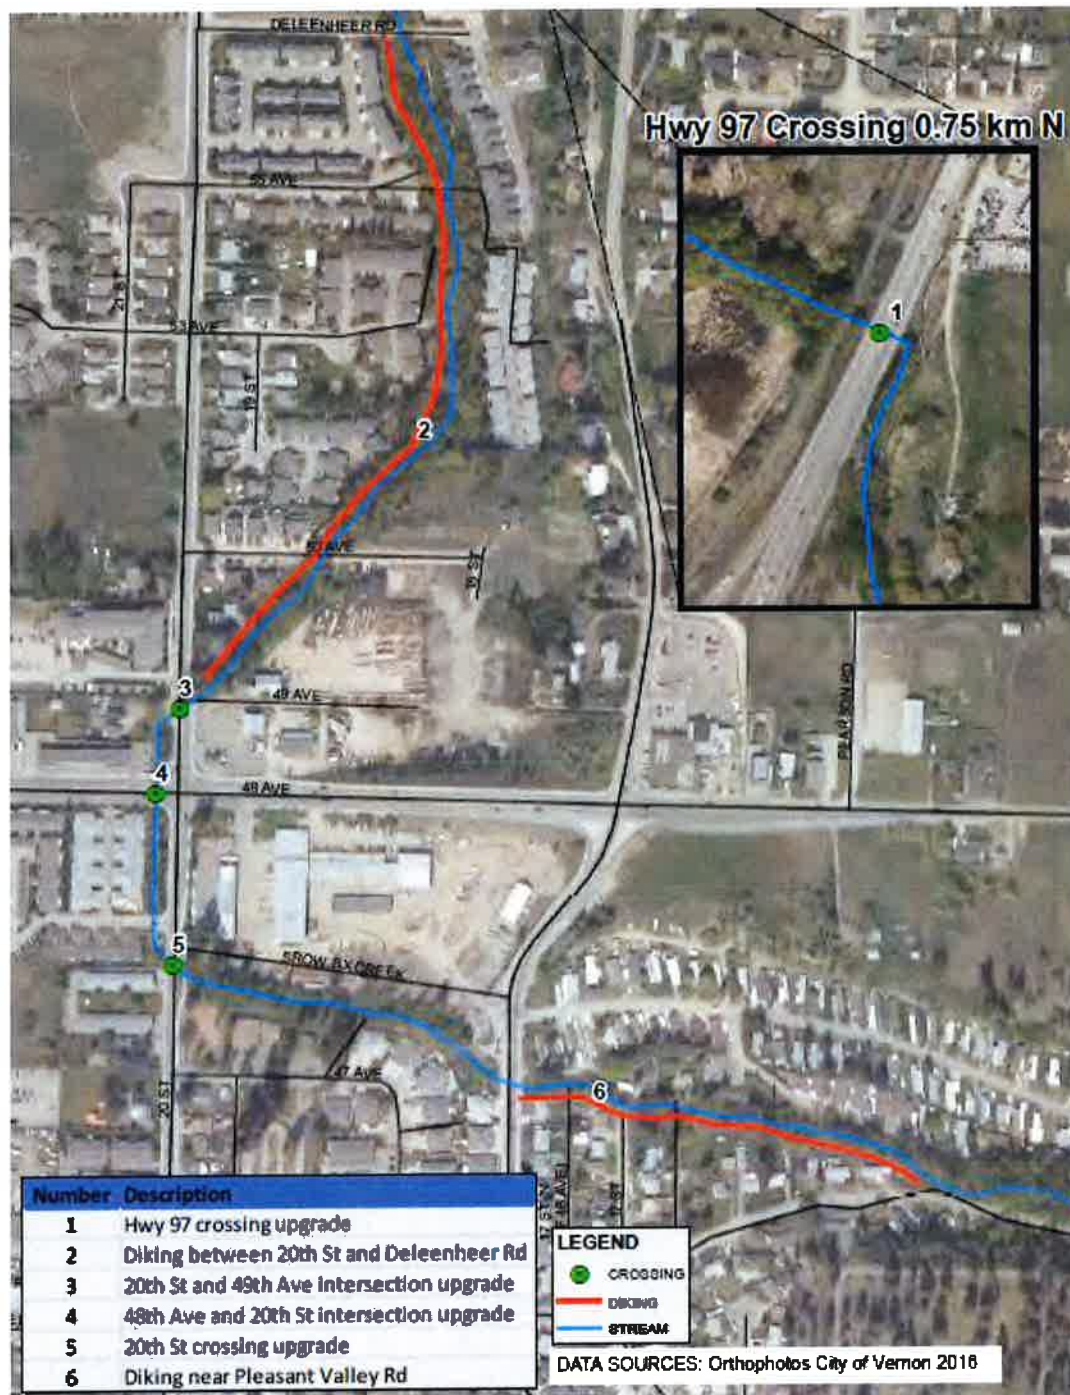 DELEENHEER RD
Hwy 97 Crossing 0.75 km N
55 AVE
21 ST
1
53 AVE
19 ST
2
51 AVE
19 ST
PEARSON RD
3
49 AVE
4
48 AVE
5
BROW BX CREEK
47 AVE
6
20 ST
17 ST
Number Description
1 Hwy 97 crossing upgrade
2 Diking between 20th St and Deleenheer Rd
3 20th St and 49th Ave intersection upgrade
4 48th Ave and 20th St intersection upgrade
5 20th St crossing upgrade
6 Diking near Pleasant Valley Rd
LEGEND
CROSSING
DIKING
STREAM
DATA SOURCES: Orthophotos City of Vernon 2016